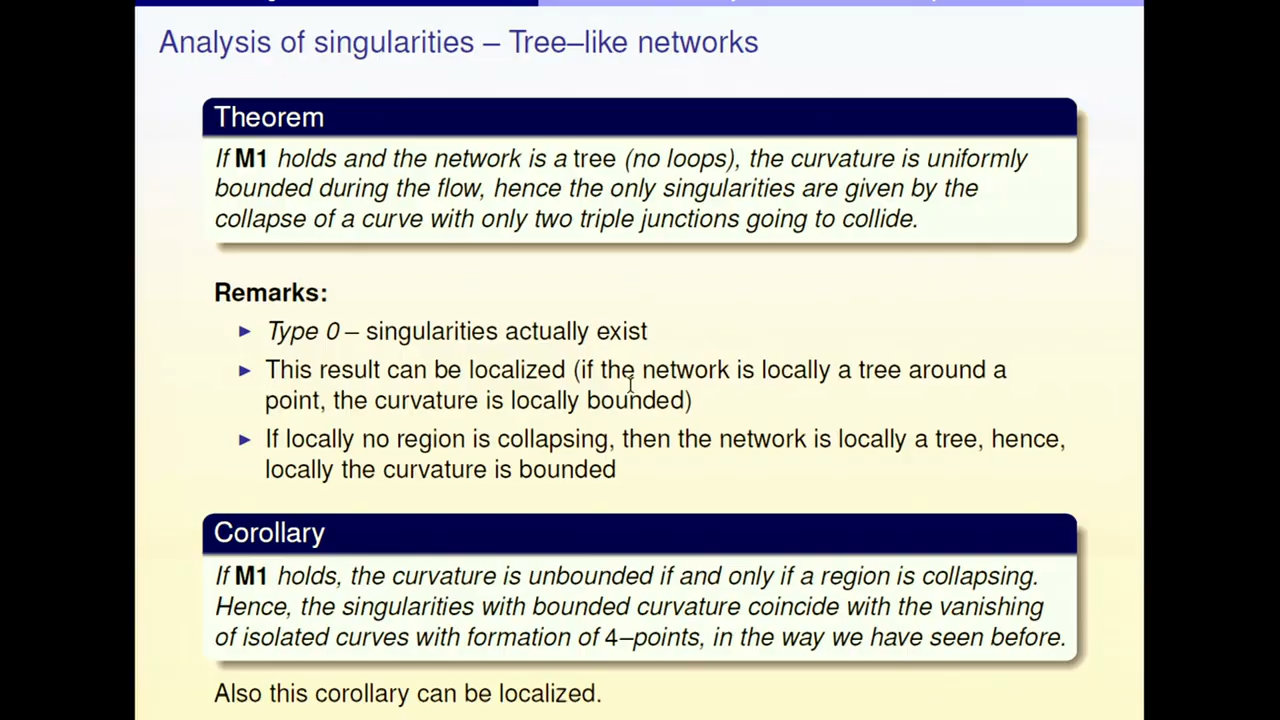 Analysis of singularities – Tree–like networks
Theorem
If M1 holds and the network is a tree (no loops), the curvature is uniformly
bounded during the flow, hence the only singularities are given by the
collapse of a curve with only two triple junctions going to collide.
Remarks:
▶ Type 0 – singularities actually exist
▶ This result can be localized (if the network is locally a tree around a
point, the curvature is locally bounded)
▶ If locally no region is collapsing, then the network is locally a tree, hence,
locally the curvature is bounded
Corollary
If M1 holds, the curvature is unbounded if and only if a region is collapsing.
Hence, the singularities with bounded curvature coincide with the vanishing
of isolated curves with formation of 4–points, in the way we have seen before.
Also this corollary can be localized.